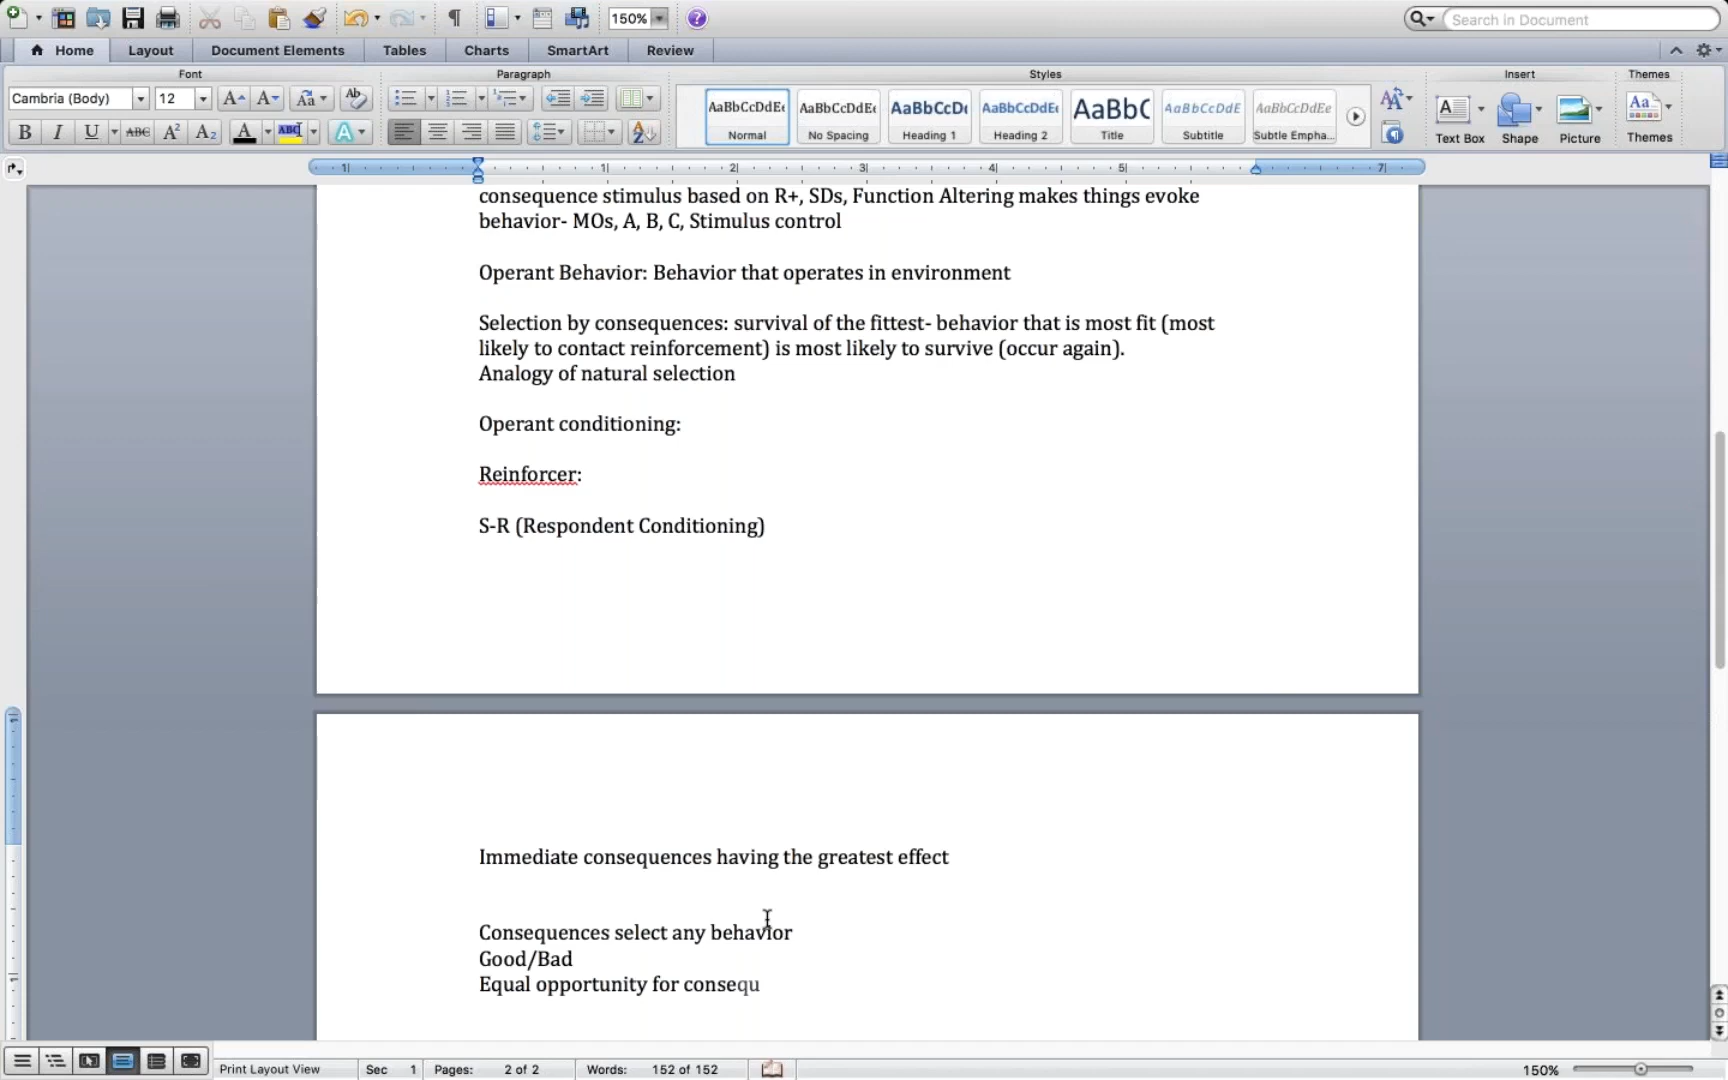 150%
Search in Document
Home Layout Document Elements Tables Charts SmartArt Review
Font Paragraph Styles Insert Themes
Cambria (Body) 12
AaBbCcDdEe AaBbCcDdEe AaBbCcDc AaBbCcDdEe AaBbC AaBbCcDdE AaBbCcDdEe
Normal No Spacing Heading 1 Heading 2 Title Subtitle Subtle Empha... Text Box Shape Picture Themes
consequence stimulus based on R+, SDs, Function Altering makes things evoke
behavior- MOs, A, B, C, Stimulus control
Operant Behavior: Behavior that operates in environment
Selection by consequences: survival of the fittest- behavior that is most fit (most
likely to contact reinforcement) is most likely to survive (occur again).
Analogy of natural selection
Operant conditioning:
Reinforcer:
S-R (Respondent Conditioning)
Immediate consequences having the greatest effect
Consequences select any behavior
Good/Bad
Equal opportunity for consequ
Print Layout View Sec 1 Pages: 2 of 2 Words: 152 of 152 150%